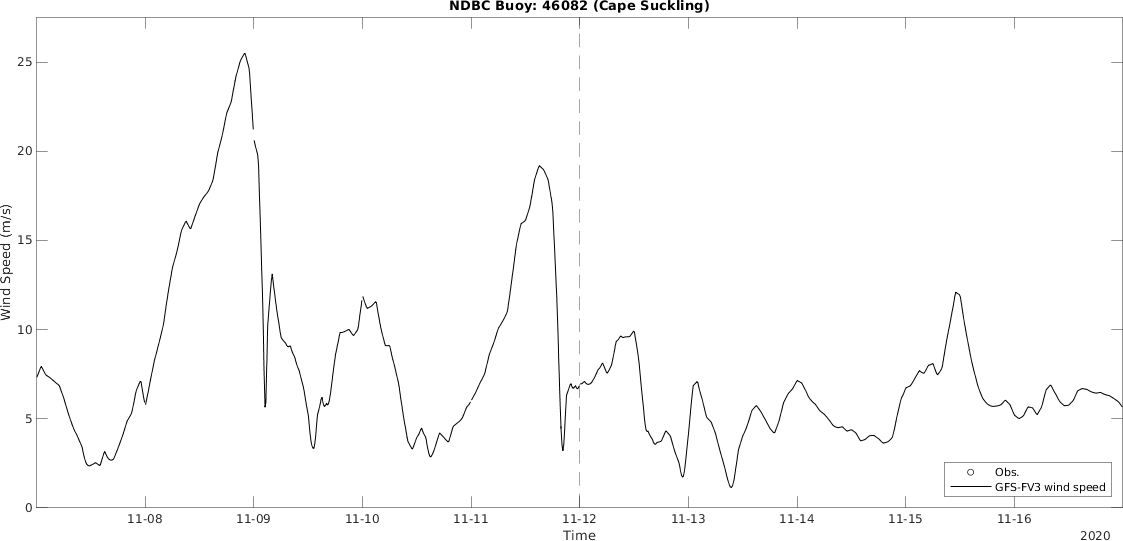 NDBC Buoy: 46082 (Cape Suckling)
25
20
15
10
5
0
Wind Speed (m/s)
Obs.
GFS-FV3 wind speed
11-08 11-09 11-10 11-11 11-12 11-13 11-14 11-15 11-16
Time
2020